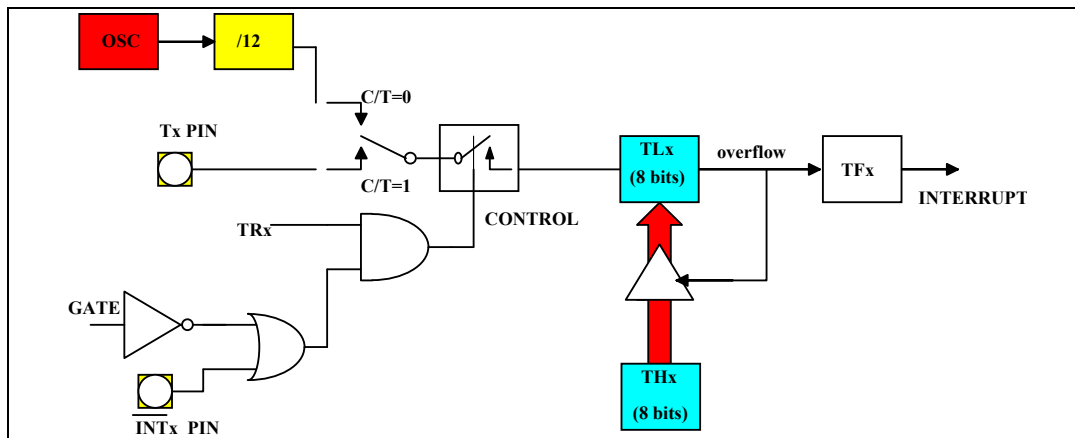 OSC
/12
C/T=0
Tx PIN
TLx
(8 bits)
overflow
TFx
INTERRUPT
C/T=1
CONTROL
TRx
GATE
THx
(8 bits)
INTx PIN